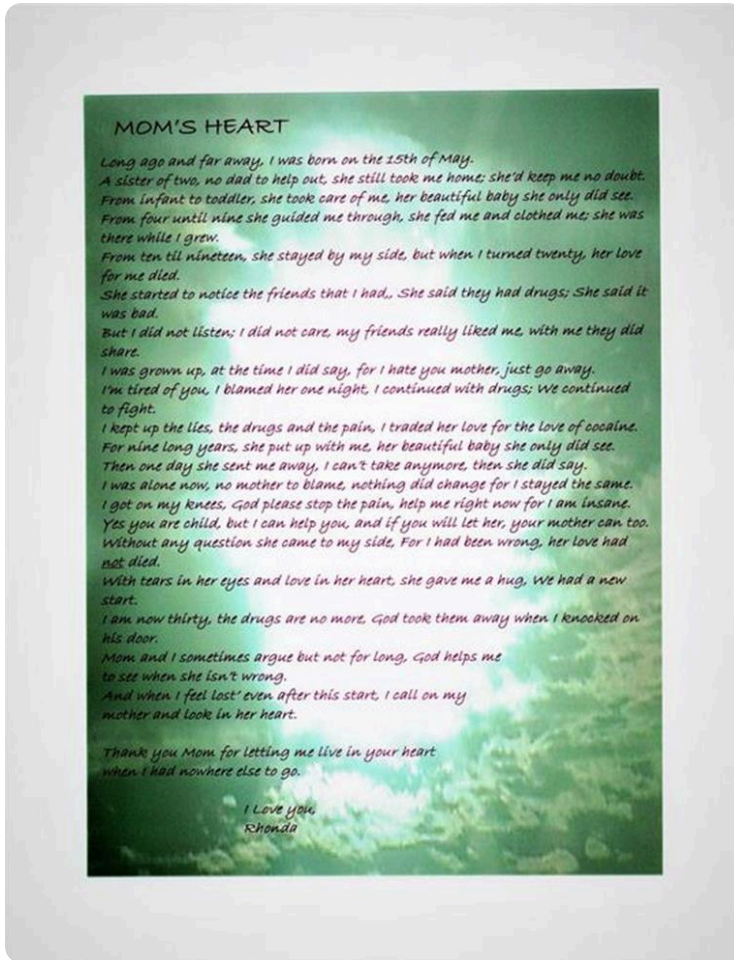 MOM'S HEART
Long ago and far away, I was born on the 15th of May.
A sister of two, no dad to help out, she still took me home; she'd keep me no doubt.
From infant to toddler, she took care of me, her beautiful baby she only did see.
From four until nine she guided me through, she fed me and clothed me; she was
there while I grew.
From ten til nineteen, she stayed by my side, but when I turned twenty, her love
for me died.
She started to notice the friends that I had,, She said they had drugs; She said it
was bad.
But I did not listen; I did not care, my friends really liked me, with me they did
share.
I was grown up, at the time I did say, for I hate you mother, just go away.
I'm tired of you, I blamed her one night, I continued with drugs; We continued
to fight.
I kept up the lies, the drugs and the pain, I traded her love for the love of cocaine.
For nine long years, she put up with me, her beautiful baby she only did see.
Then one day she sent me away, I can't take anymore, then she did say.
I was alone now, no mother to blame, nothing did change for I stayed the same.
I got on my knees, God please stop the pain, help me right now for I am insane.
Yes you are child, but I can help you, and if you will let her, your mother can too.
Without any question she came to my side, For I had been wrong, her love had
not died.
With tears in her eyes and love in her heart, she gave me a hug, We had a new
start.
I am now thirty, the drugs are no more, God took them away when I knocked on
his door.
Mom and I sometimes argue but not for long, God helps me
to see when she isn't wrong.
And when I feel lost' even after this start, I call on my
mother and look in her heart.
Thank you Mom for letting me live in your heart
when I had nowhere else to go.
I Love you,
Rhonda